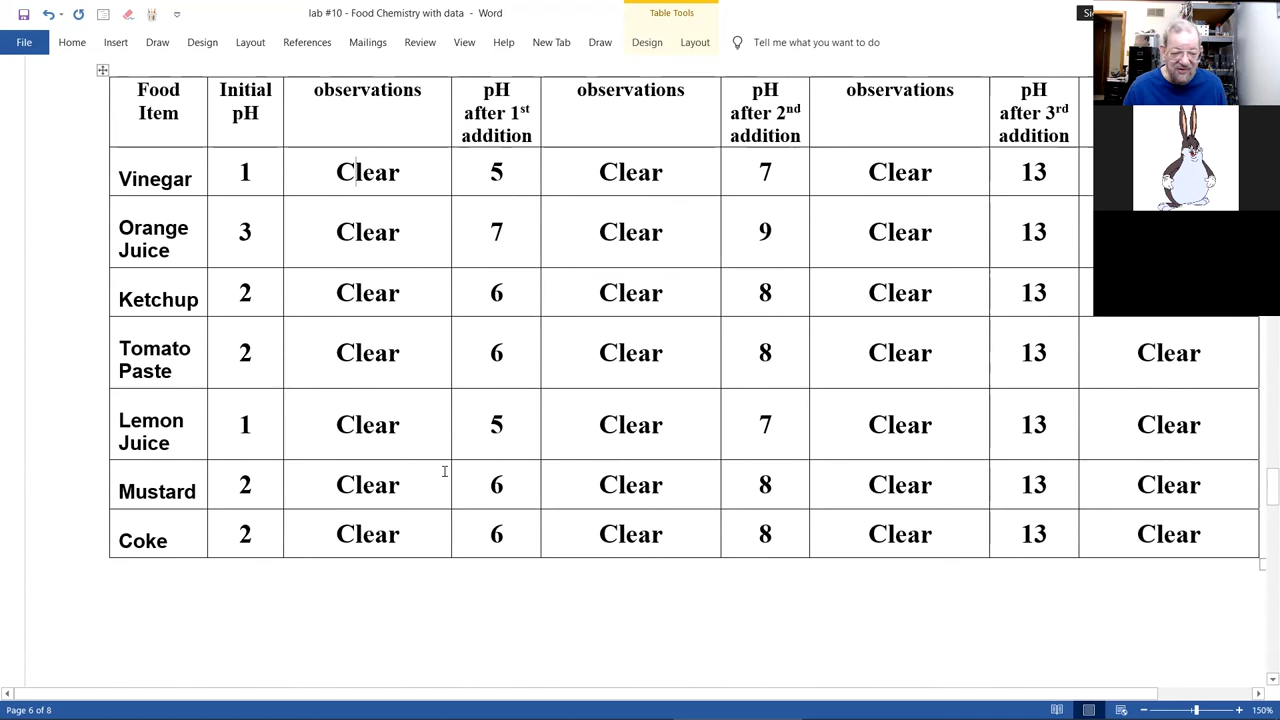 lab #10 - Food Chemistry with data - Word
Table Tools
File Home Insert Draw Design Layout References Mailings Review View Help New Tab Draw Design Layout Tell me what you want to do
Food Item Initial pH observations pH after 1st addition observations pH after 2nd addition observations pH after 3rd addition
Vinegar 1 Clear 5 Clear 7 Clear 13
Orange Juice 3 Clear 7 Clear 9 Clear 13
Ketchup 2 Clear 6 Clear 8 Clear 13
Tomato Paste 2 Clear 6 Clear 8 Clear 13 Clear
Lemon Juice 1 Clear 5 Clear 7 Clear 13 Clear
Mustard 2 Clear 6 Clear 8 Clear 13 Clear
Coke 2 Clear 6 Clear 8 Clear 13 Clear
Page 6 of 8
150%